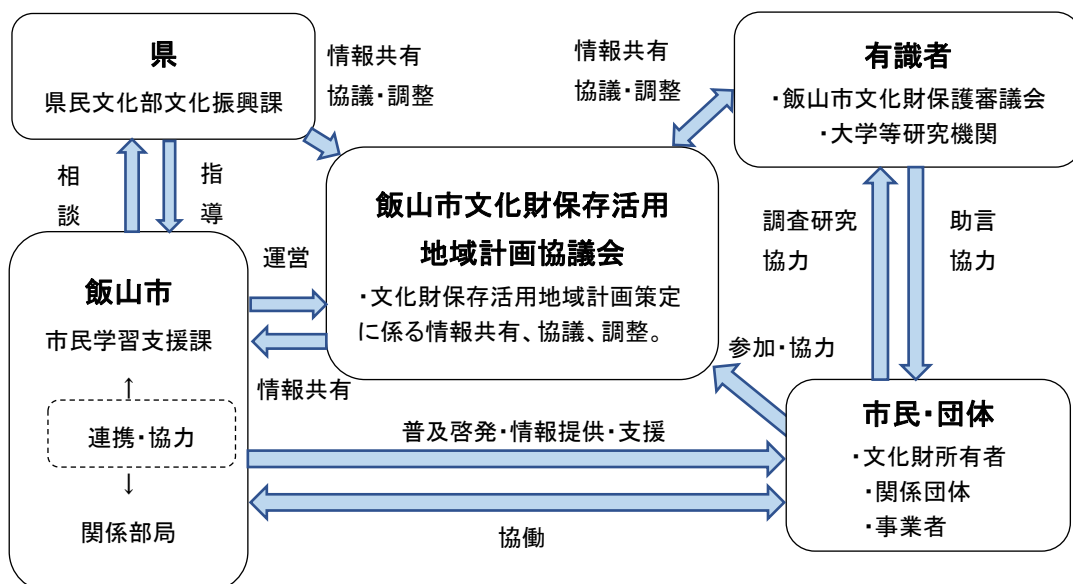 県
県民文化部文化振興課
情報共有
協議・調整
情報共有
協議・調整
有識者
・飯山市文化財保護審議会
・大学等研究機関
相談
指導
飯山市文化財保存活用
地域計画協議会
・文化財保存活用地域計画策定
に係る情報共有、協議、調整。
調査研究
協力
助言
協力
飯山市
市民学習支援課
↑
連携・協力
↓
関係部局
運営
情報共有
参加・協力
市民・団体
・文化財所有者
・関係団体
・事業者
普及啓発・情報提供・支援
協働